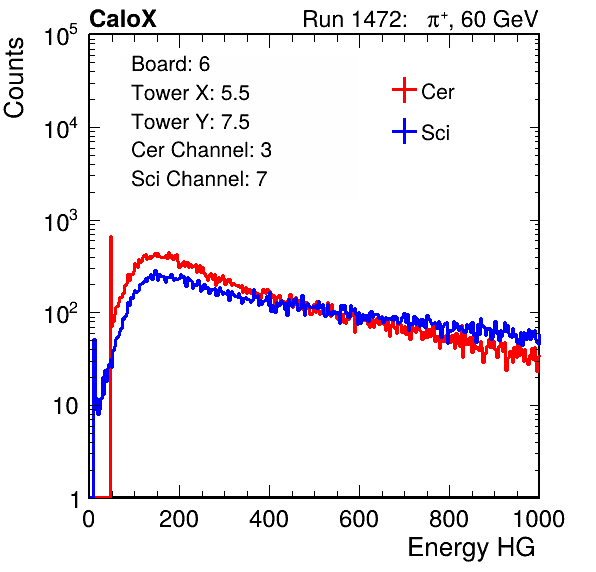 CaloX Run 1472: π⁺, 60 GeV
Counts
Board: 6
Tower X: 5.5
Tower Y: 7.5
Cer Channel: 3
Sci Channel: 7
Cer
Sci
10⁵
10⁴
10³
10²
10
1
0 200 400 600 800 1000
Energy HG